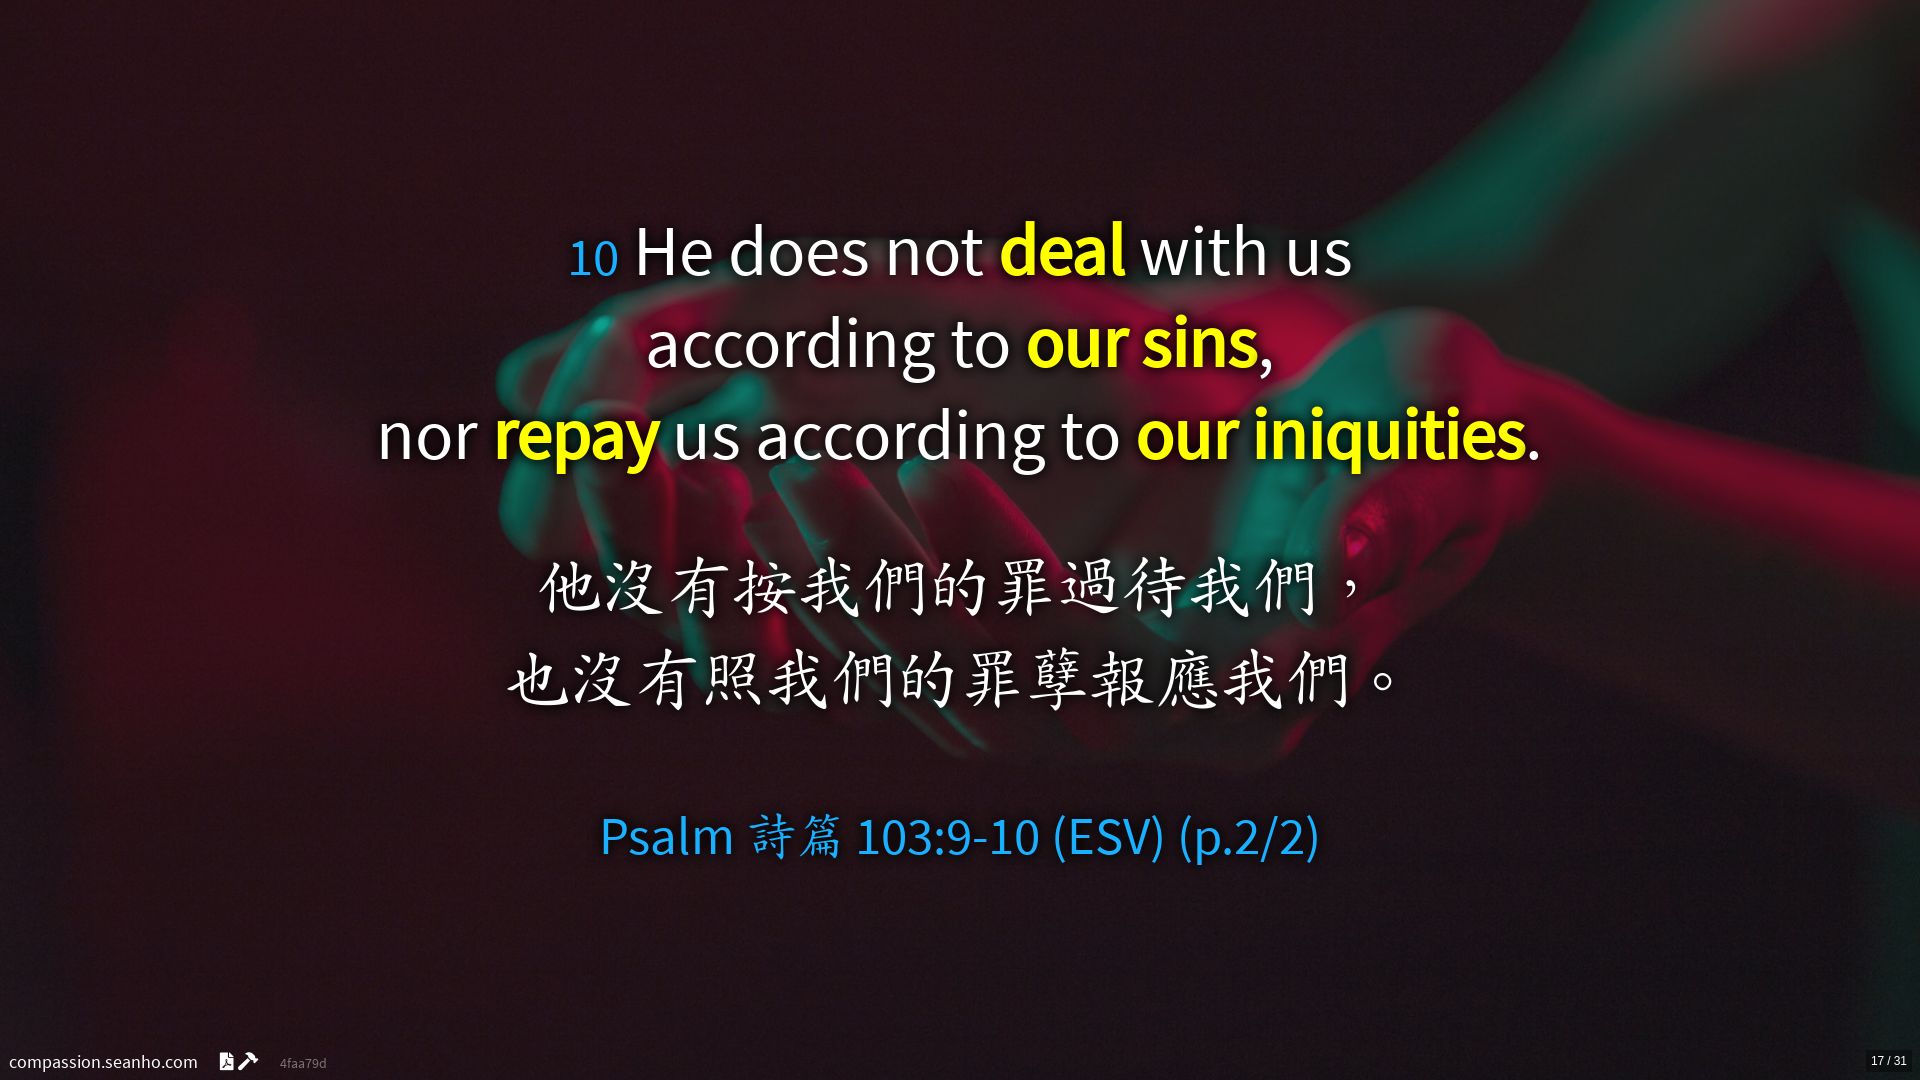 10 He does not deal with us
according to our sins,
nor repay us according to our iniquities.
他沒有按我們的罪過待我們，
也沒有照我們的罪孽報應我們。
Psalm 詩篇 103:9-10 (ESV) (p.2/2)
compassion.seanho.com 4faa79d
17 / 31